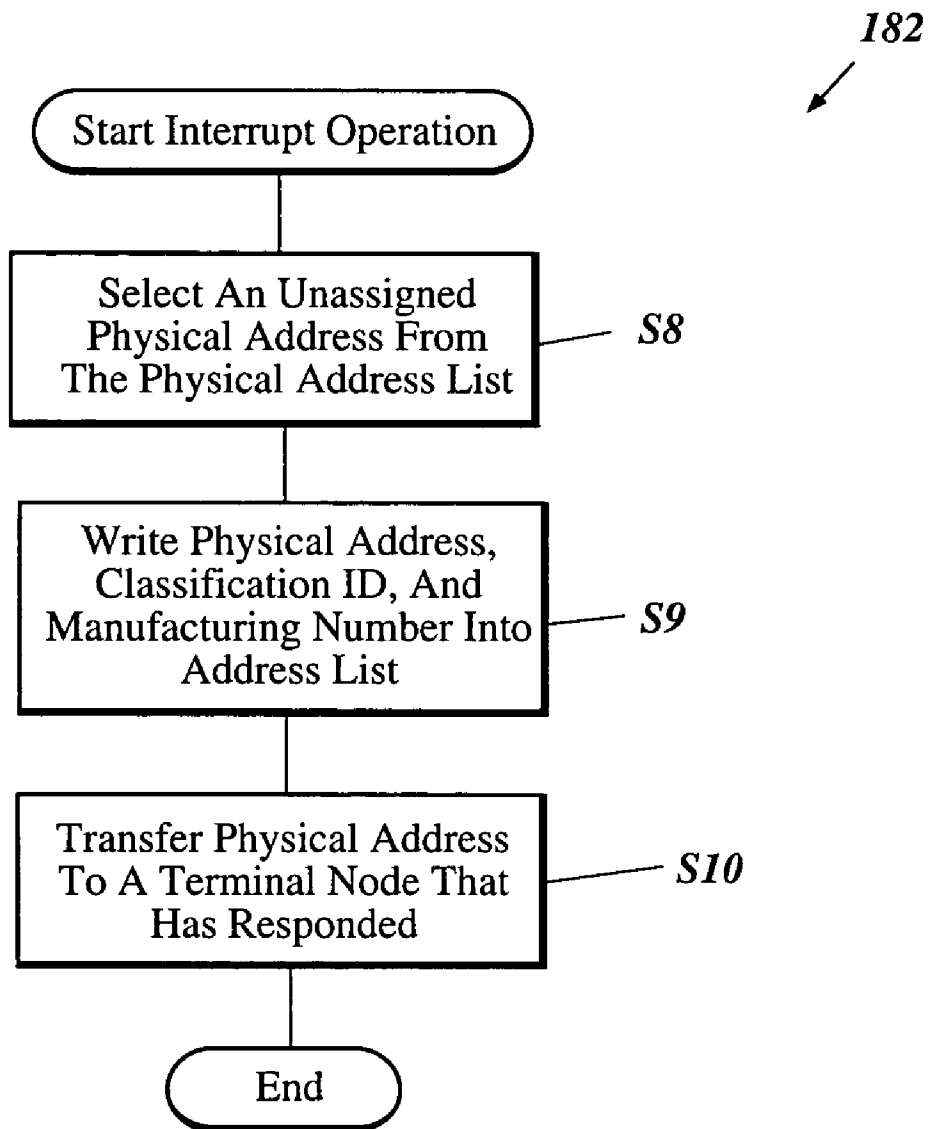 182
Start Interrupt Operation
Select An Unassigned
Physical Address From
The Physical Address List
S8
Write Physical Address,
Classification ID, And
Manufacturing Number Into
Address List
S9
Transfer Physical Address
To A Terminal Node That
Has Responded
S10
End